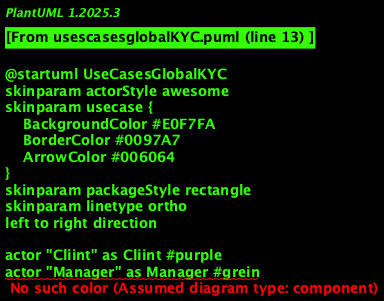 PlantUML 1.2025.3
[From usescasesglobalKYC.puml (line 13) ]
@startuml UseCasesGlobalKYC
skinparam actorStyle awesome
skinparam usecase {
BackgroundColor #E0F7FA
BorderColor #0097A7
ArrowColor #006064
}
skinparam packageStyle rectangle
skinparam linetype ortho
left to right direction
actor "Cliint" as Cliint #purple
actor "Manager" as Manager #grein
No such color (Assumed diagram type: component)